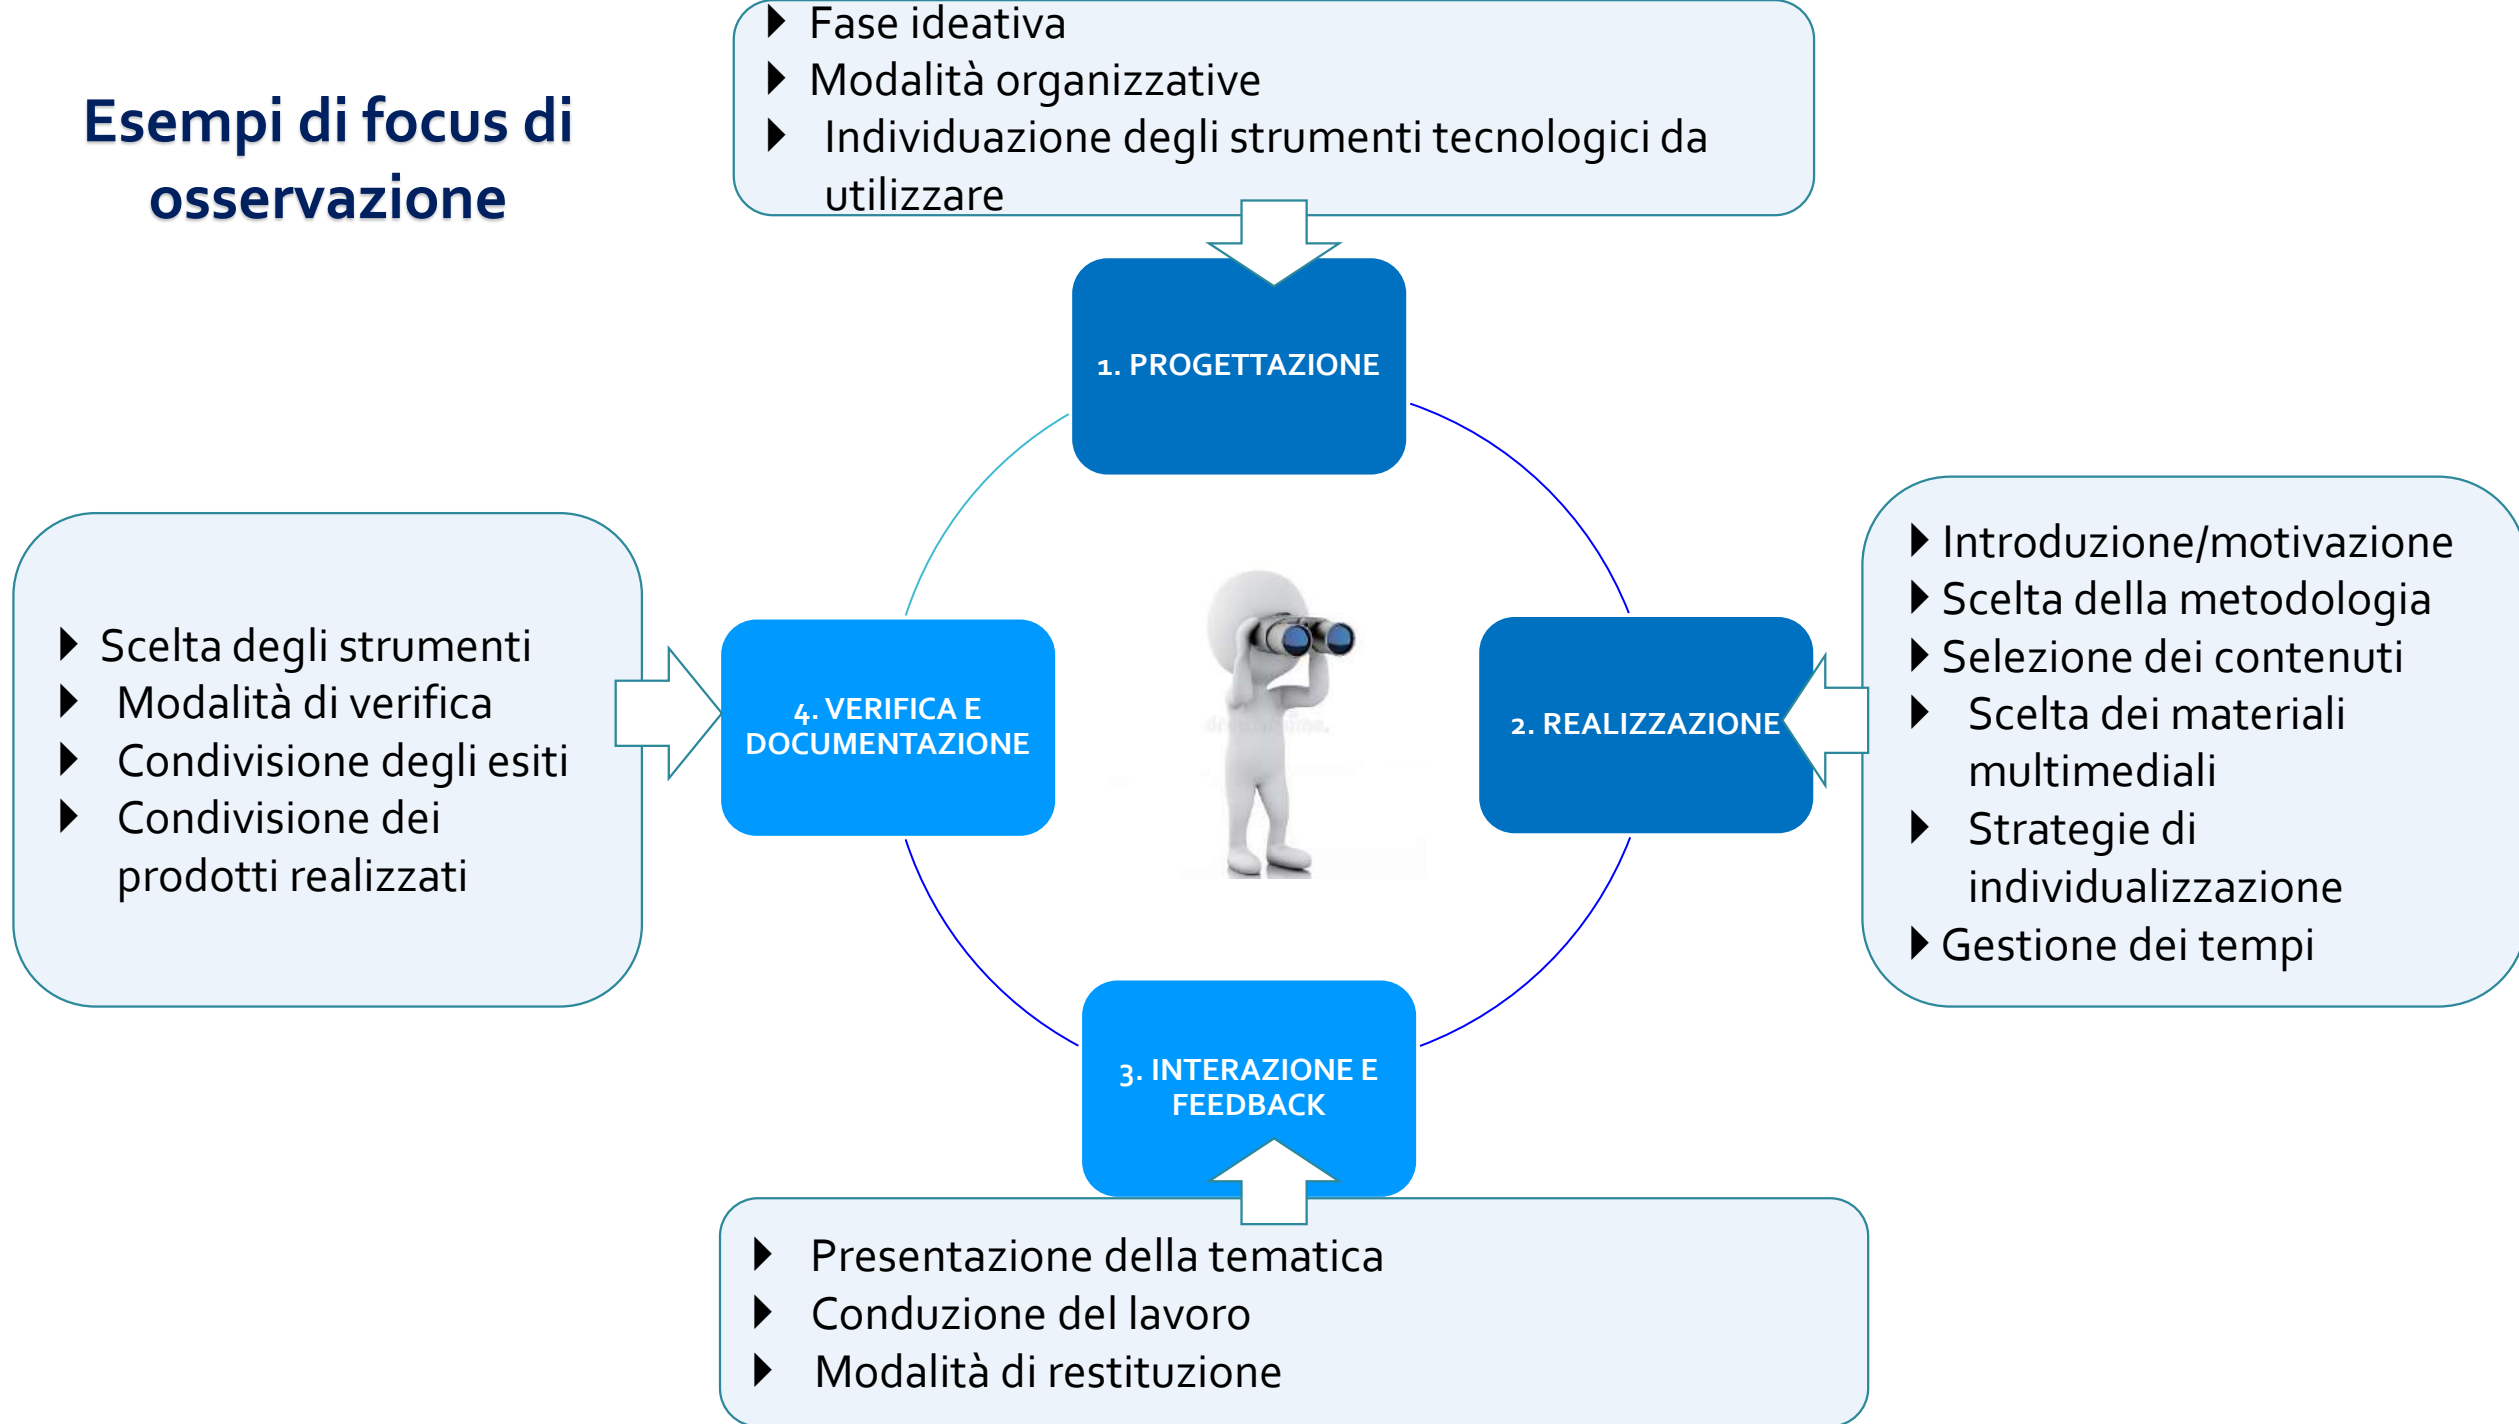 Esempi di focus di
osservazione
Fase ideativa
Modalità organizzative
Individuazione degli strumenti tecnologici da
utilizzare
1. PROGETTAZIONE
Introduzione/motivazione
Scelta della metodologia
Selezione dei contenuti
Scelta dei materiali
multimediali
Strategie di
individualizzazione
Gestione dei tempi
2. REALIZZAZIONE
3. INTERAZIONE E
FEEDBACK
Presentazione della tematica
Conduzione del lavoro
Modalità di restituzione
4. VERIFICA E
DOCUMENTAZIONE
Scelta degli strumenti
Modalità di verifica
Condivisione degli esiti
Condivisione dei
prodotti realizzati